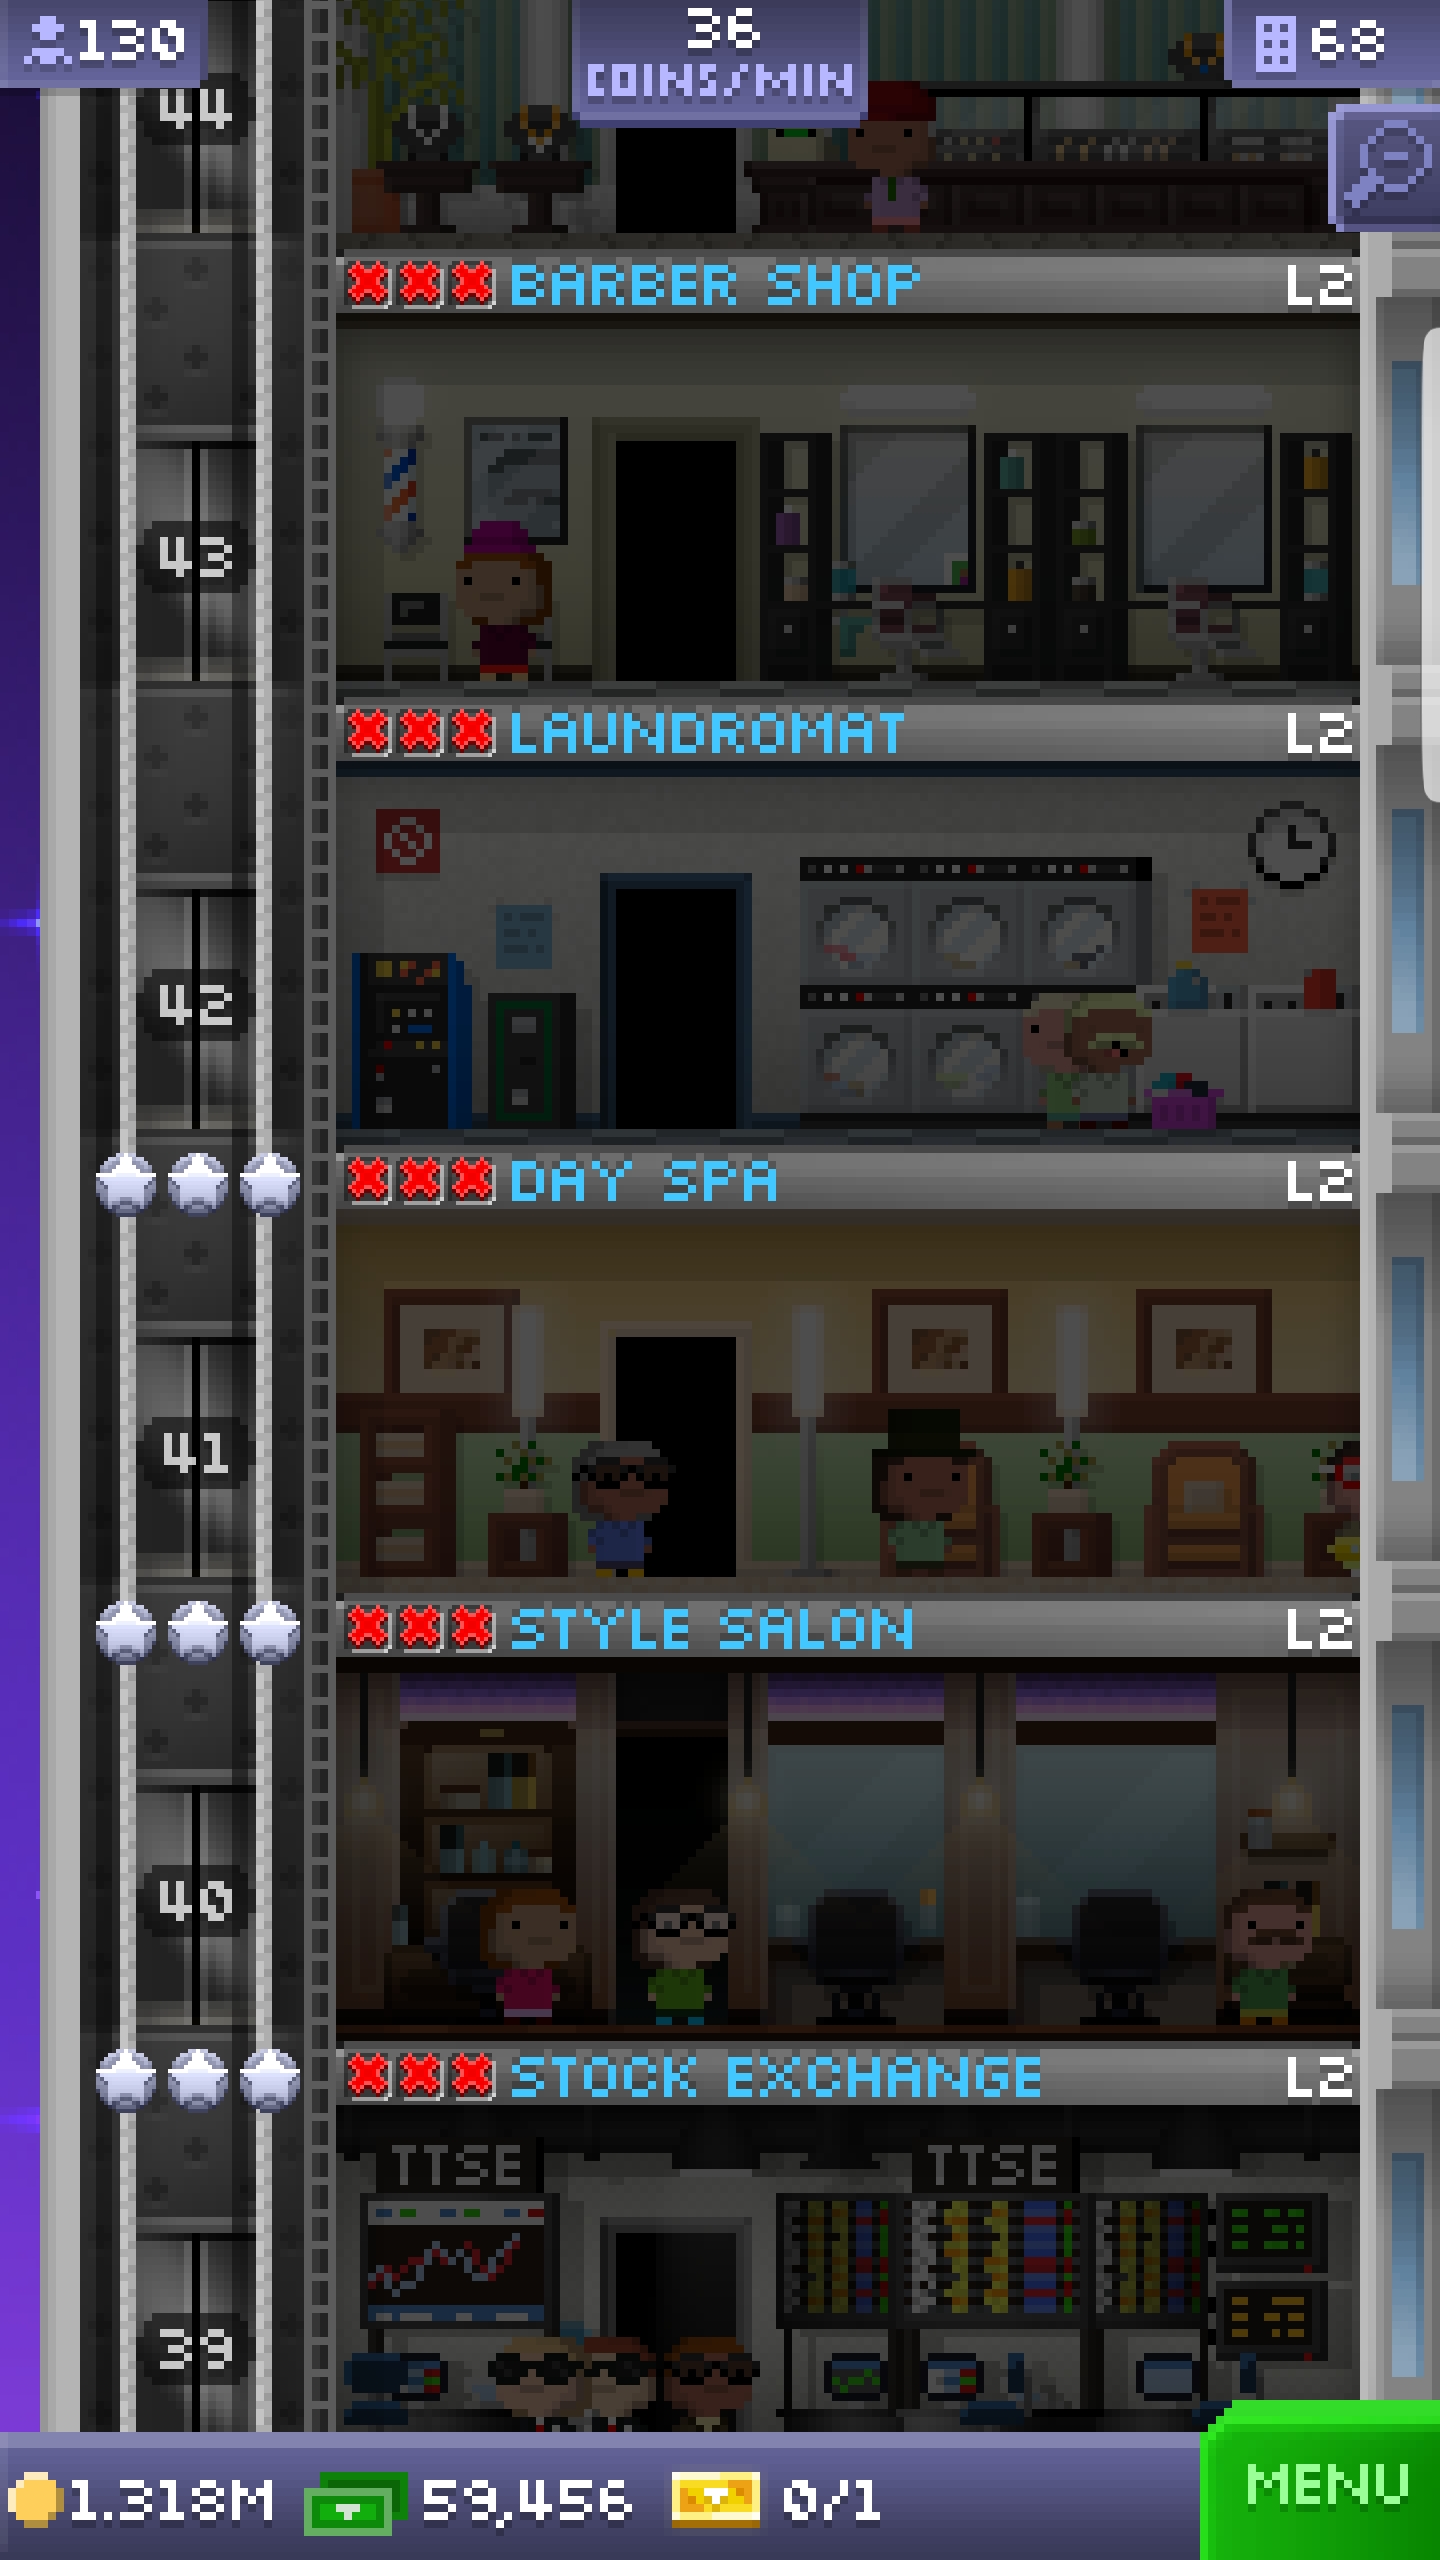 130
36
COINS/MIN
68
44
BARBER SHOP L2
43
LAUNDROMAT L2
42
DAY SPA L2
41
STYLE SALON L2
40
STOCK EXCHANGE L2
TTSE TTSE
39
1.318M 59,456 0/1 MENU